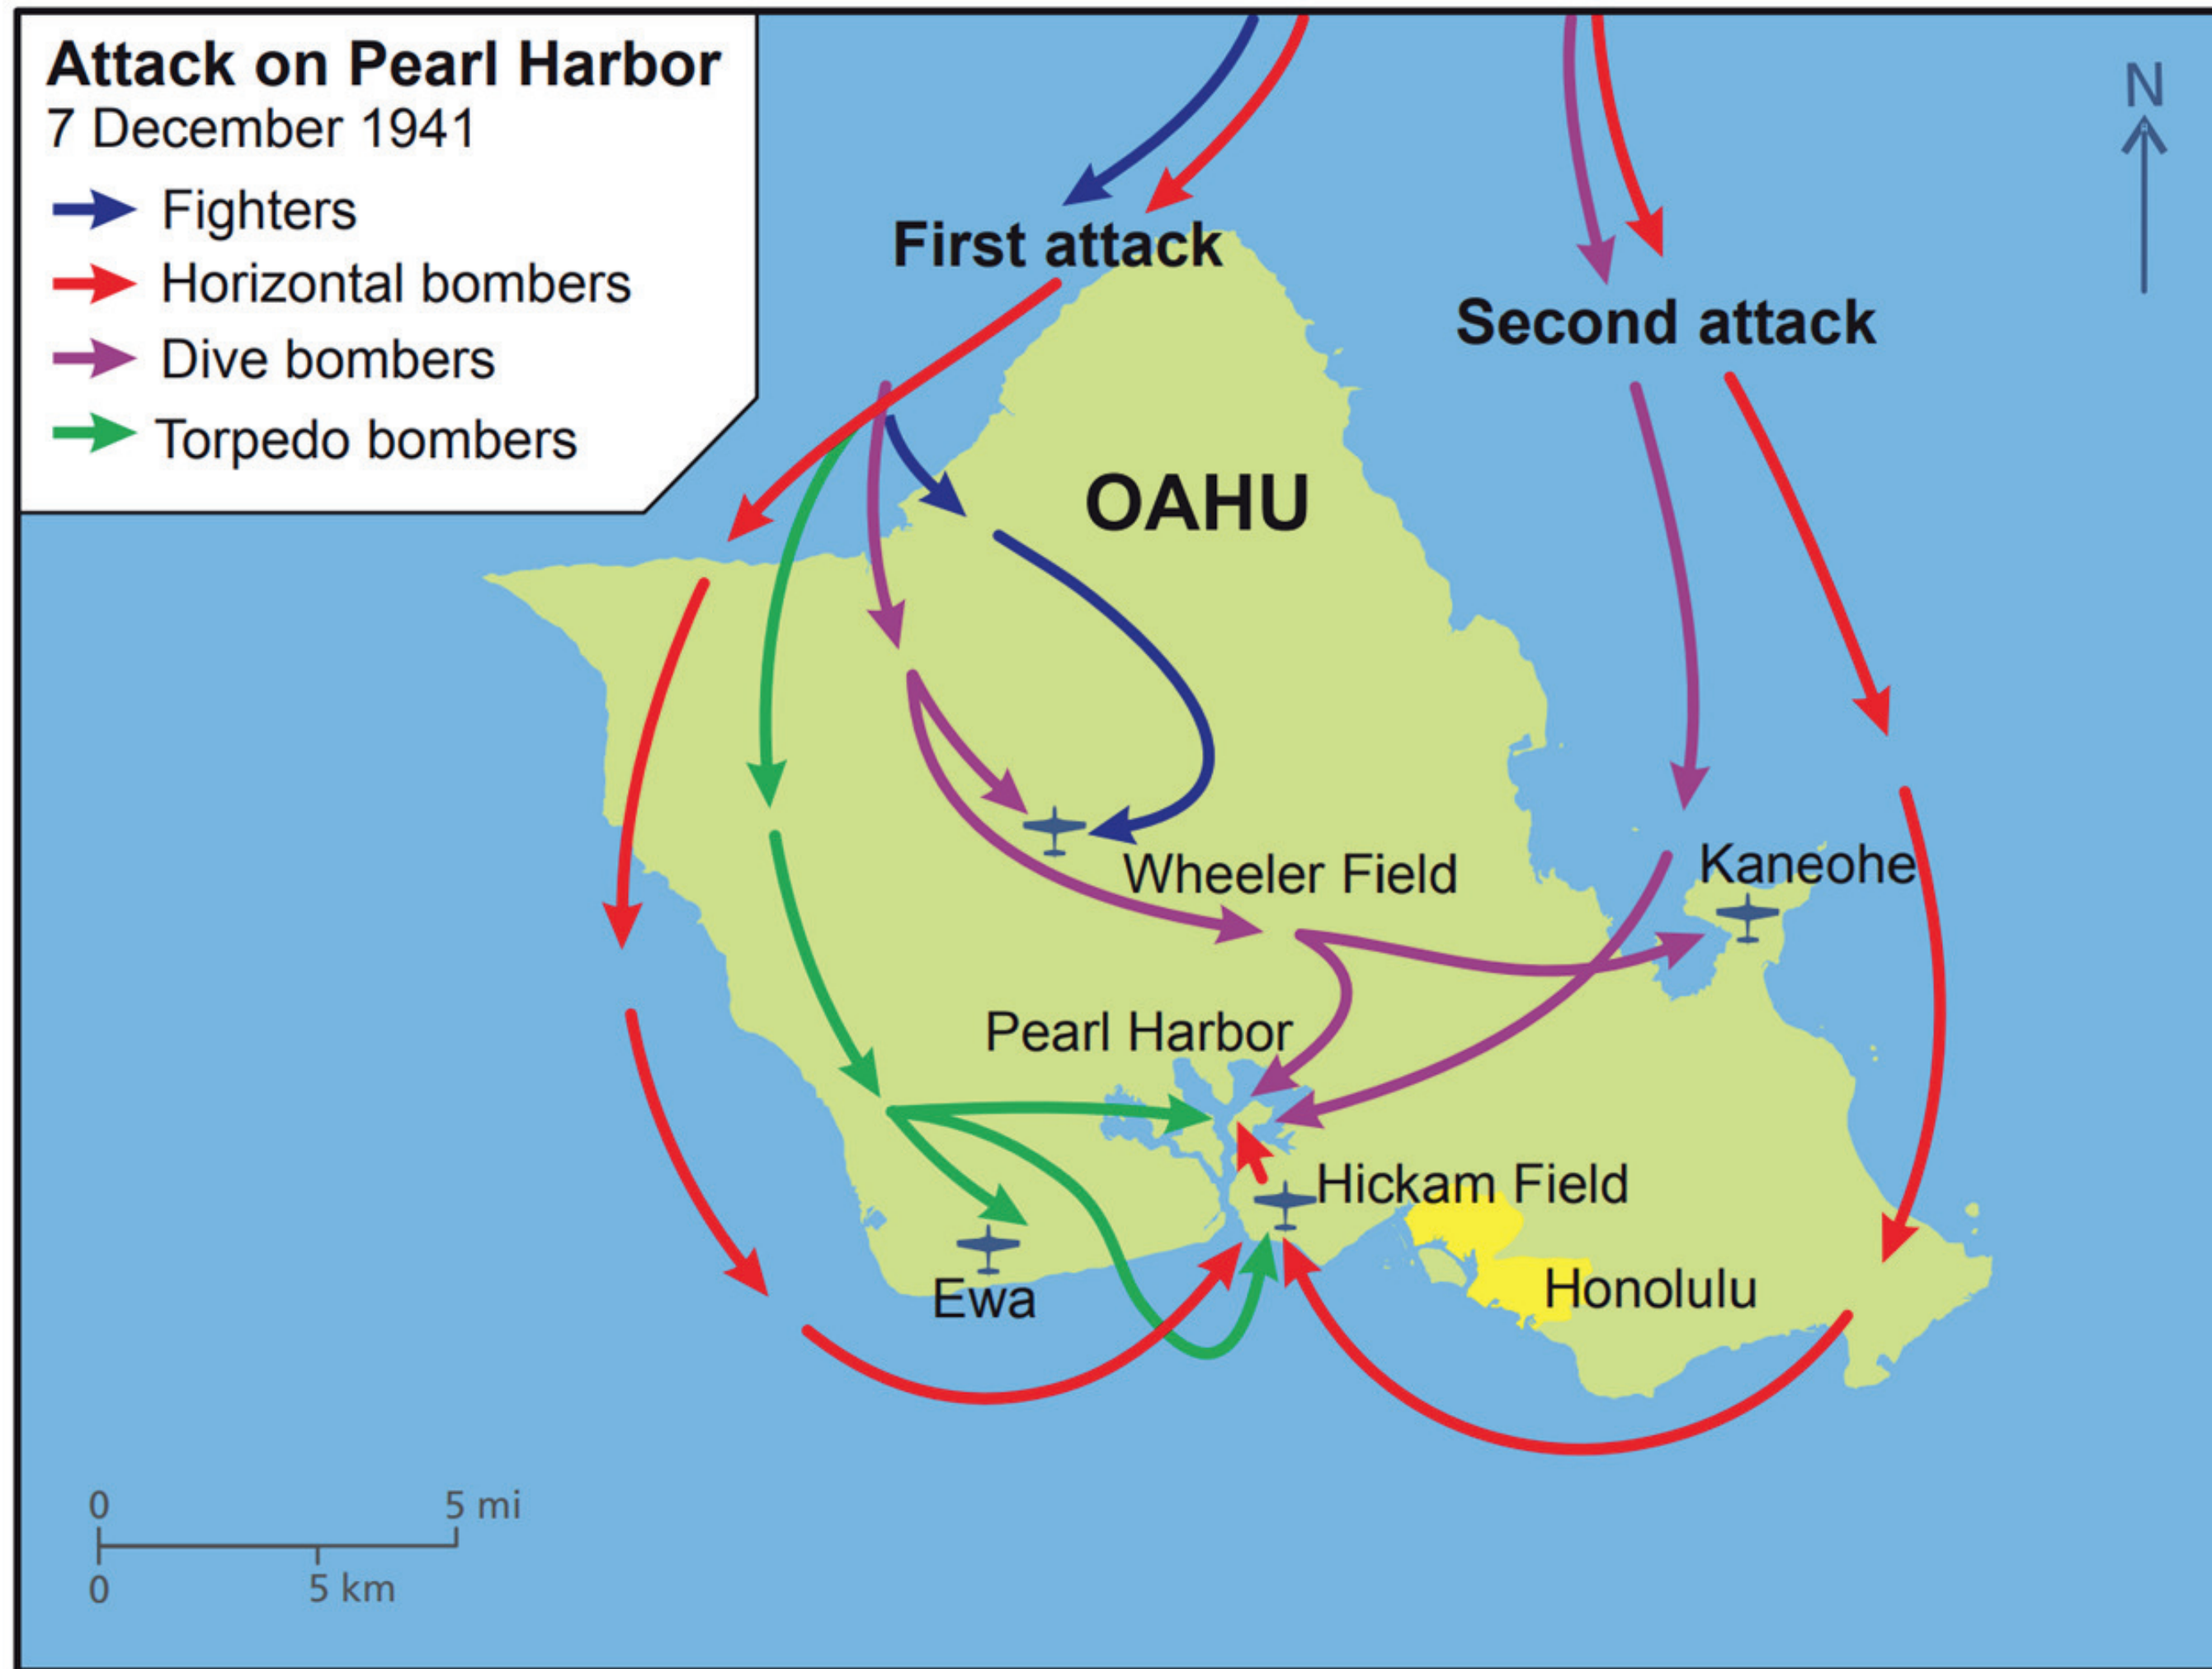 Attack on Pearl Harbor
7 December 1941
Fighters
Horizontal bombers
Dive bombers
Torpedo bombers
N
First attack
Second attack
OAHU
Kaneohe
Wheeler Field
Pearl Harbor
Hickam Field
Honolulu
Ewa
0 5 mi
0 5 km